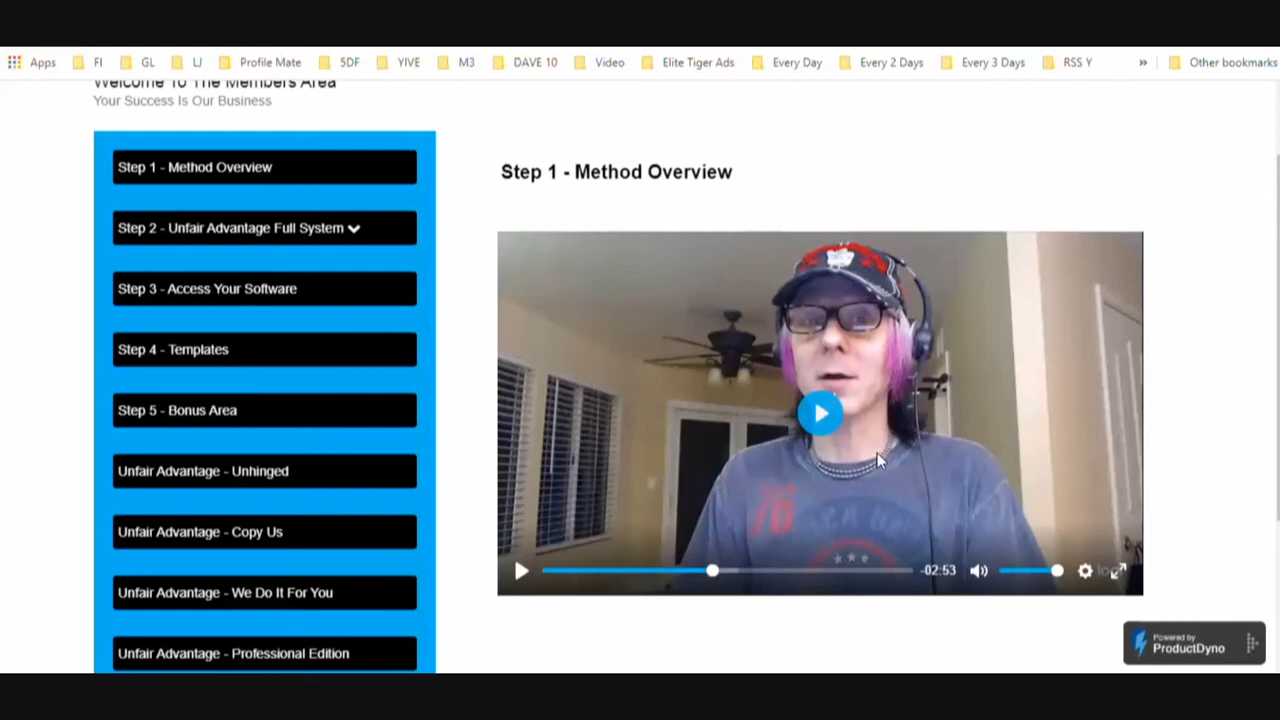 Apps FI GL LJ Profile Mate 5DF YIVE M3 DAVE 10 Video Elite Tiger Ads Every Day Every 2 Days Every 3 Days RSS Y » Other bookmarks
Welcome To The Members Area
Your Success Is Our Business
Step 1 - Method Overview
Step 2 - Unfair Advantage Full System
Step 3 - Access Your Software
Step 4 - Templates
Step 5 - Bonus Area
Unfair Advantage - Unhinged
Unfair Advantage - Copy Us
Unfair Advantage - We Do It For You
Unfair Advantage - Professional Edition
Step 1 - Method Overview
76
-02:53
Powered by
ProductDyno